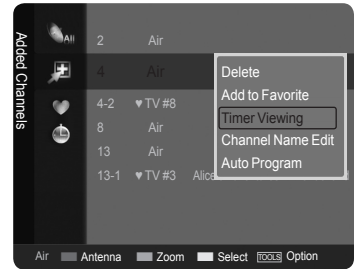 Added Channels
All
2 Air
4 Air
4-2 ♥ TV #8
8 Air
13 Air
13-1 ♥ TV #3 Alice
Delete
Add to Favorite
Timer Viewing
Channel Name Edit
Auto Program
Air Antenna Zoom Select TOOLS Option